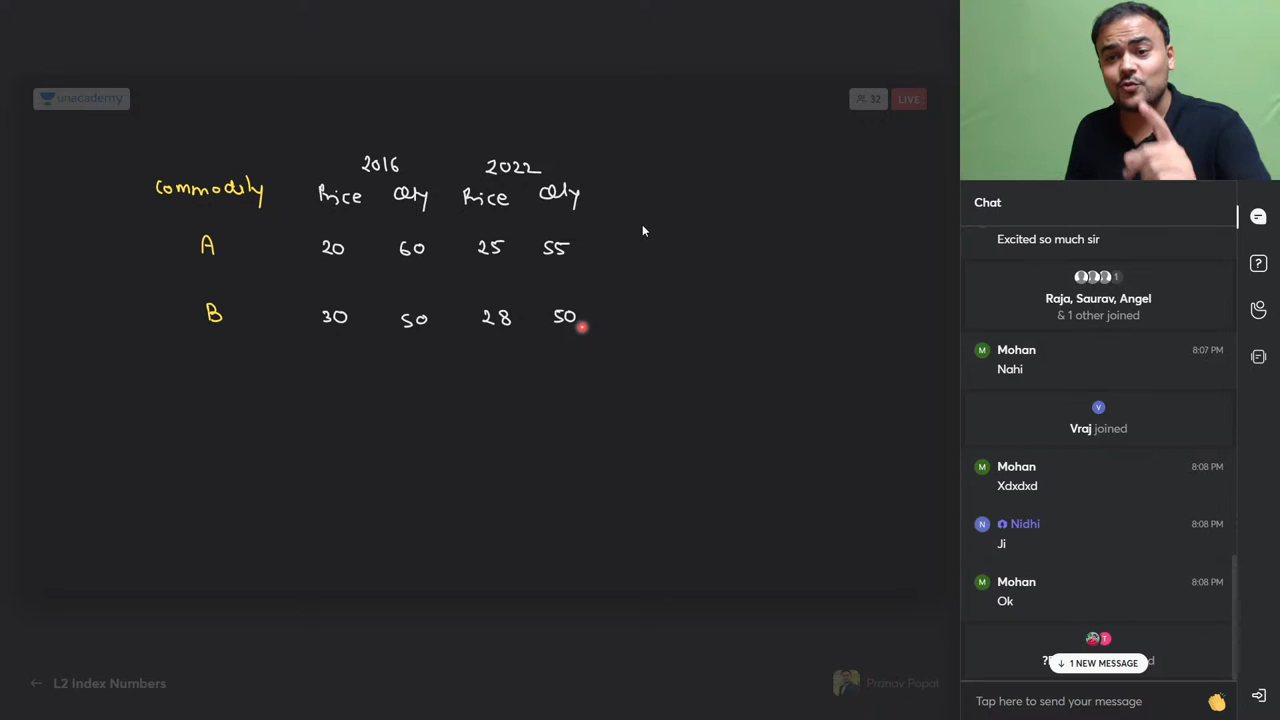 unacademy
32 LIVE
2016 2022
Commodity Price Qty Price Qty
A 20 60 25 55
B 30 50 28 50
L2 Index Numbers
Pranav Popat
Chat
Excited so much sir
1
Raja, Saurav, Angel
& 1 other joined
Mohan 8:07 PM
Nahi
V
Vraj joined
M Mohan 8:08 PM
Xdxdxd
N Nidhi 8:08 PM
Ji
M Mohan 8:08 PM
Ok
T
↓ 1 NEW MESSAGE
Tap here to send your message